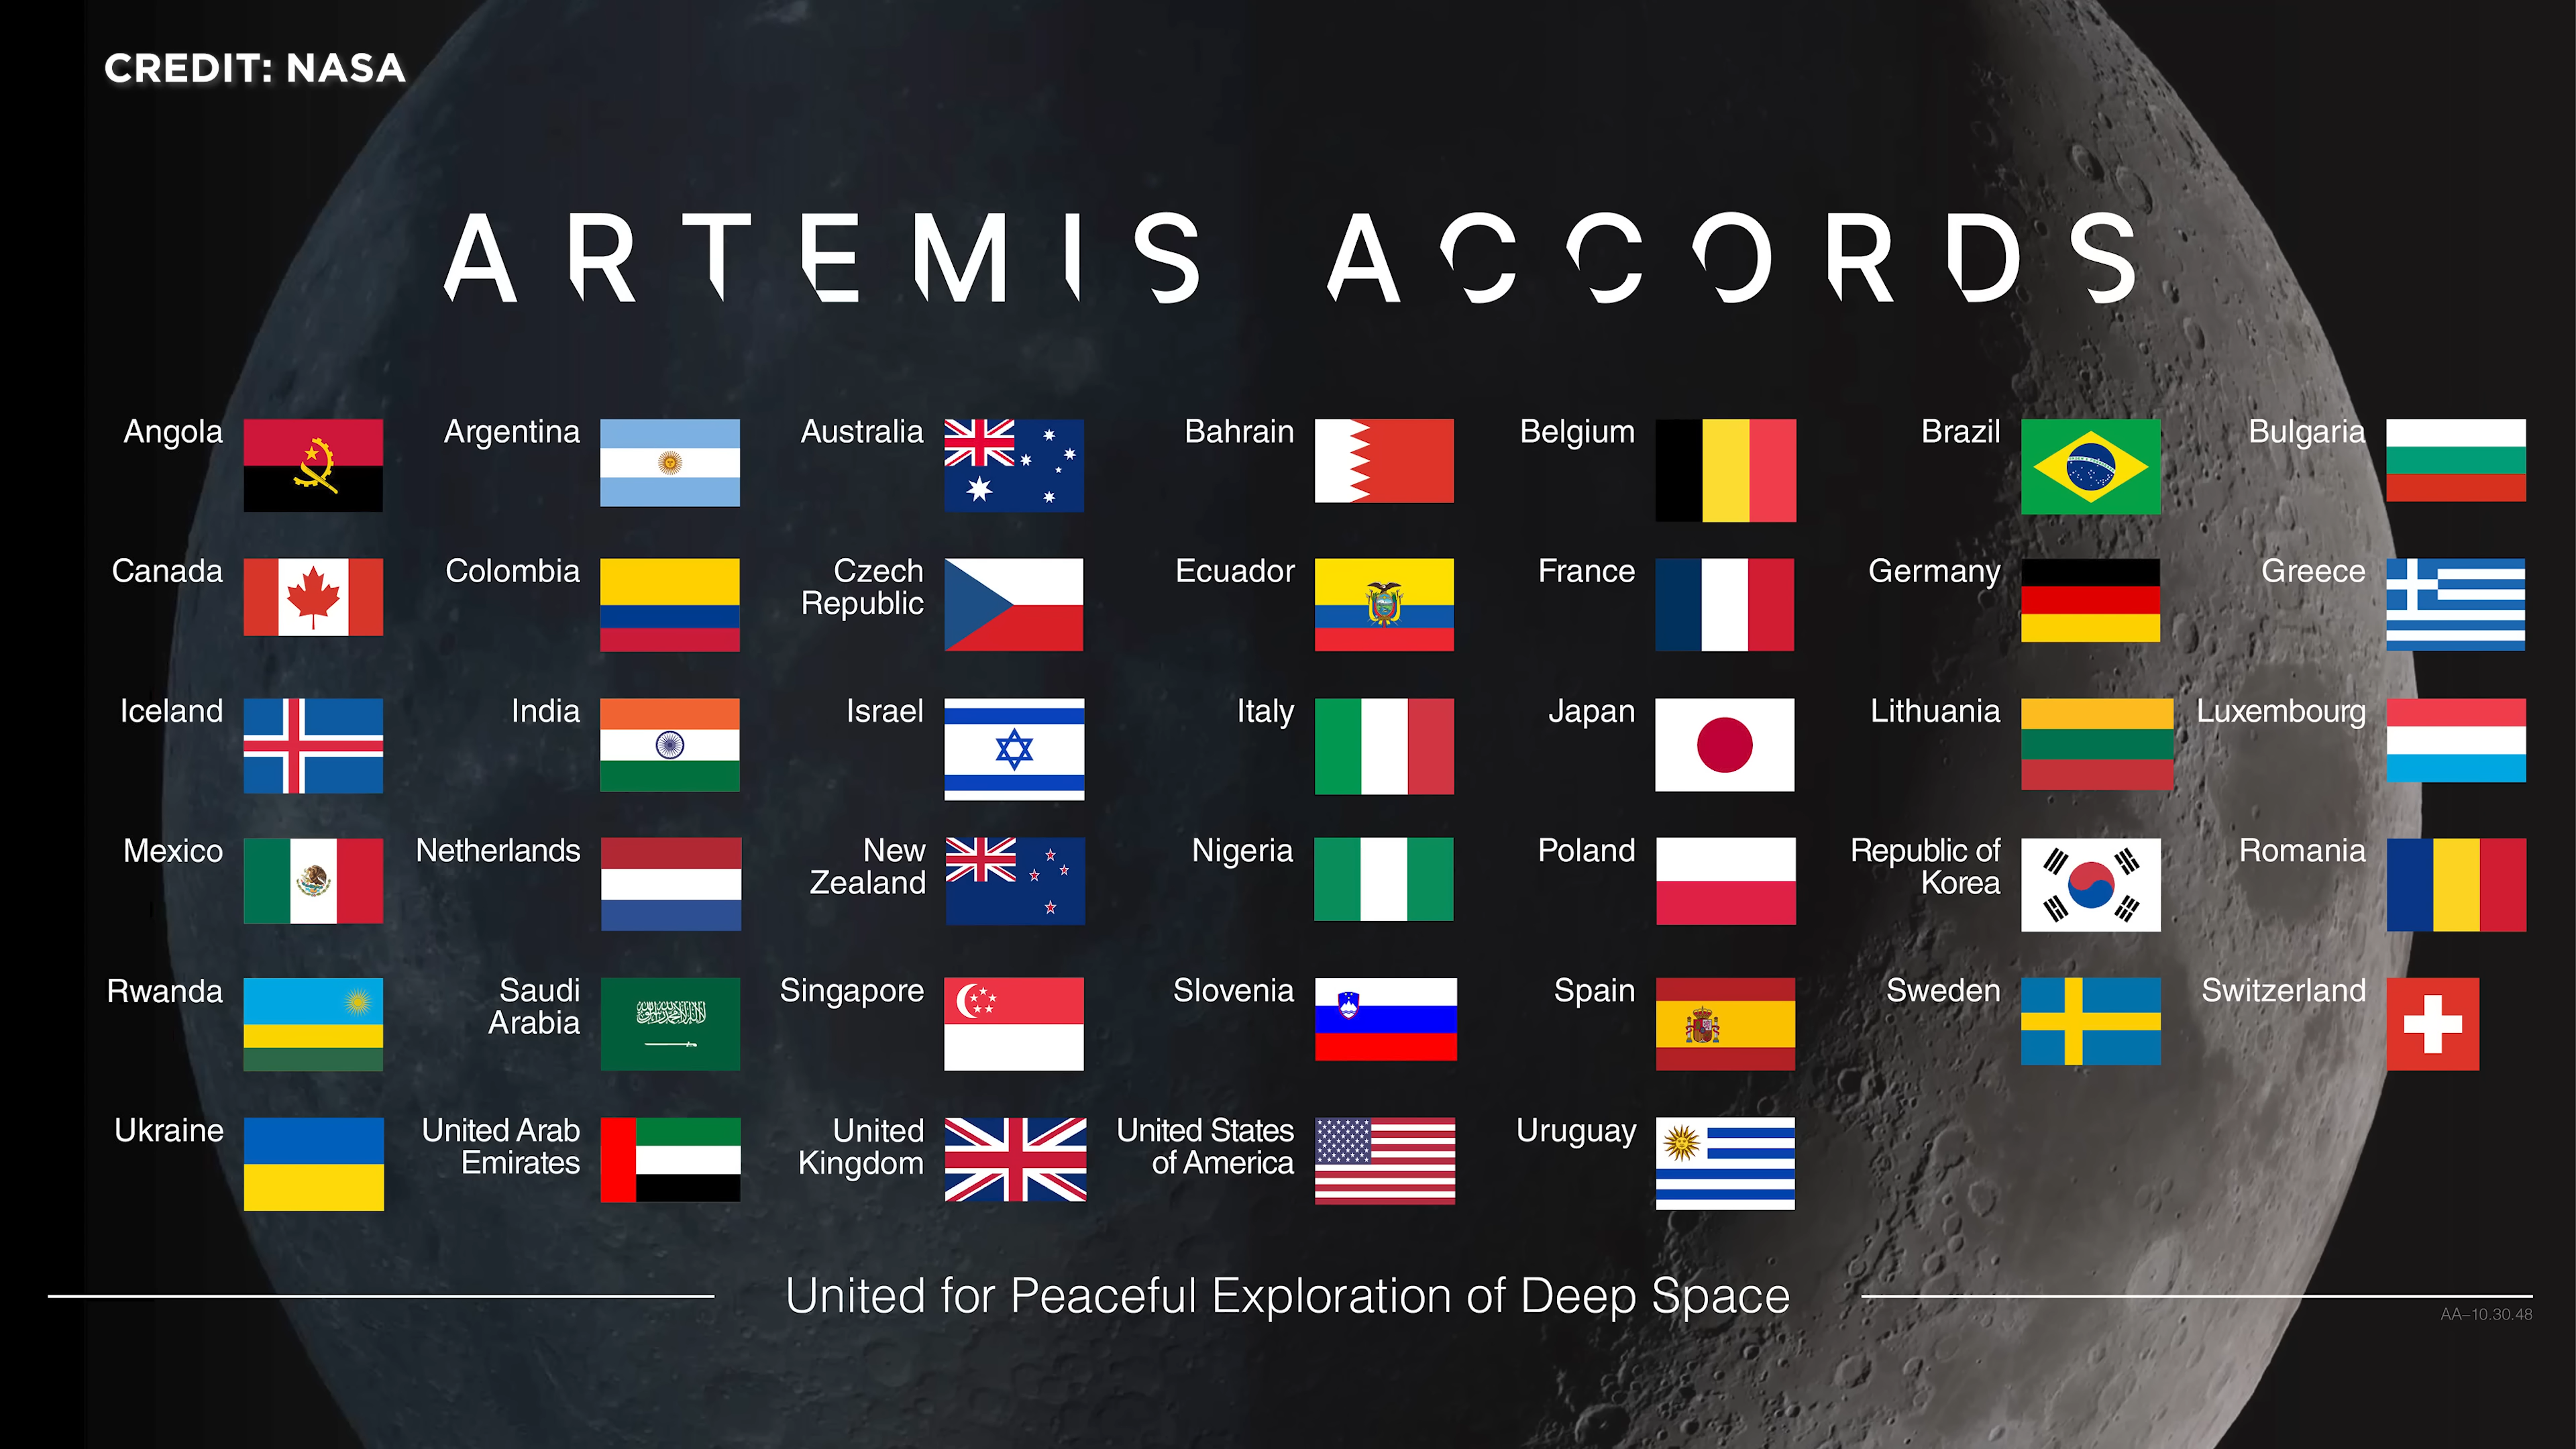 CREDIT: NASA
ARTEMIS ACCORDS
Angola
Argentina
Australia
Bahrain
Belgium
Brazil
Bulgaria
Canada
Colombia
Czech
Republic
Ecuador
France
Germany
Greece
Iceland
India
Israel
Italy
Japan
Lithuania
Luxembourg
Mexico
Netherlands
New
Zealand
Nigeria
Poland
Republic of
Korea
Romania
Rwanda
Saudi
Arabia
Singapore
Slovenia
Spain
Sweden
Switzerland
Ukraine
United Arab
Emirates
United
Kingdom
United States
of America
Uruguay
United for Peaceful Exploration of Deep Space
AA–10.30.48